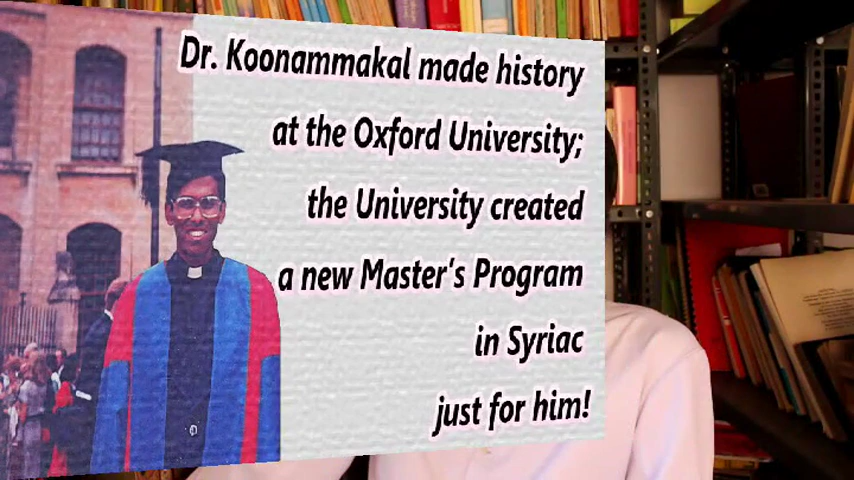 Dr. Koonammakal made history
at the Oxford University;
the University created
a new Master's Program
in Syriac
just for him!